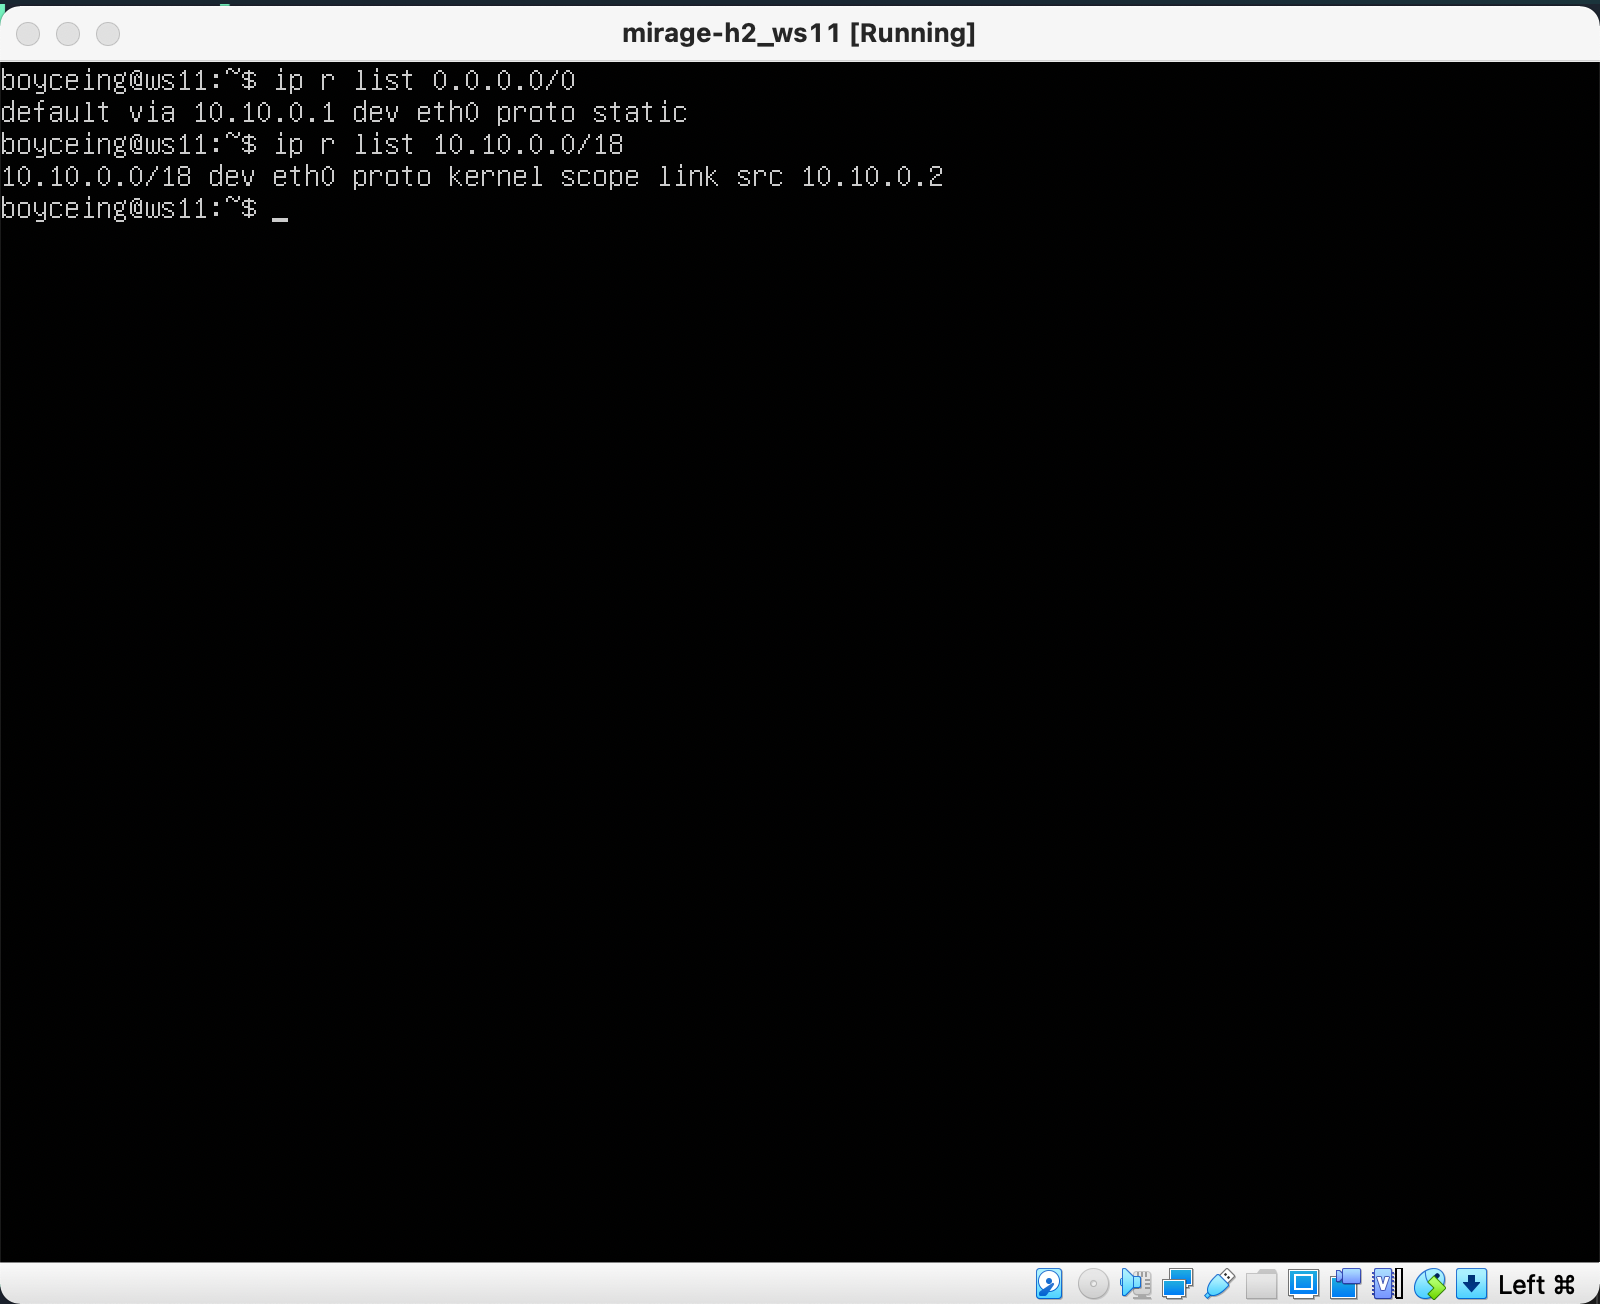 mirage-h2_ws11 [Running]
boyceing@ws11:~$ ip r list 0.0.0.0/0
default via 10.10.0.1 dev eth0 proto static
boyceing@ws11:~$ ip r list 10.10.0.0/18
10.10.0.0/18 dev eth0 proto kernel scope link src 10.10.0.2
boyceing@ws11:~$ _
Left ⌘